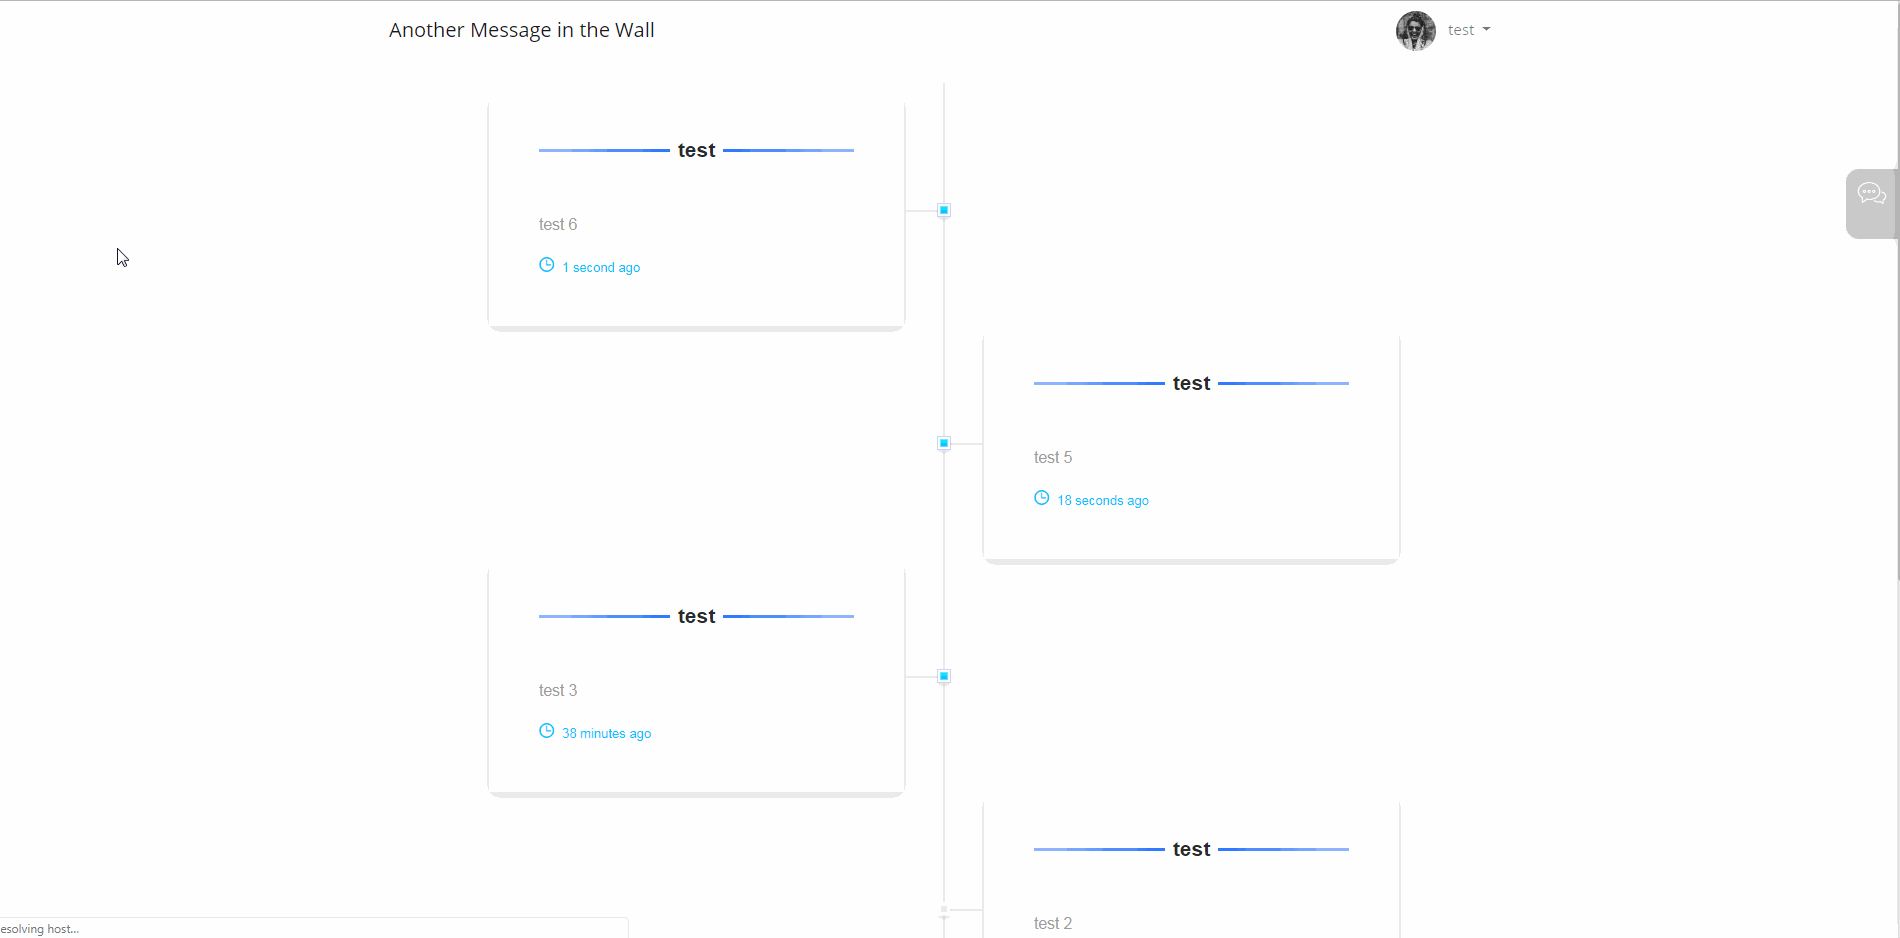 Another Message in the Wall
test
test
test 6
1 second ago
test
test 5
18 seconds ago
test
test 3
38 minutes ago
test
test 2
esolving host...